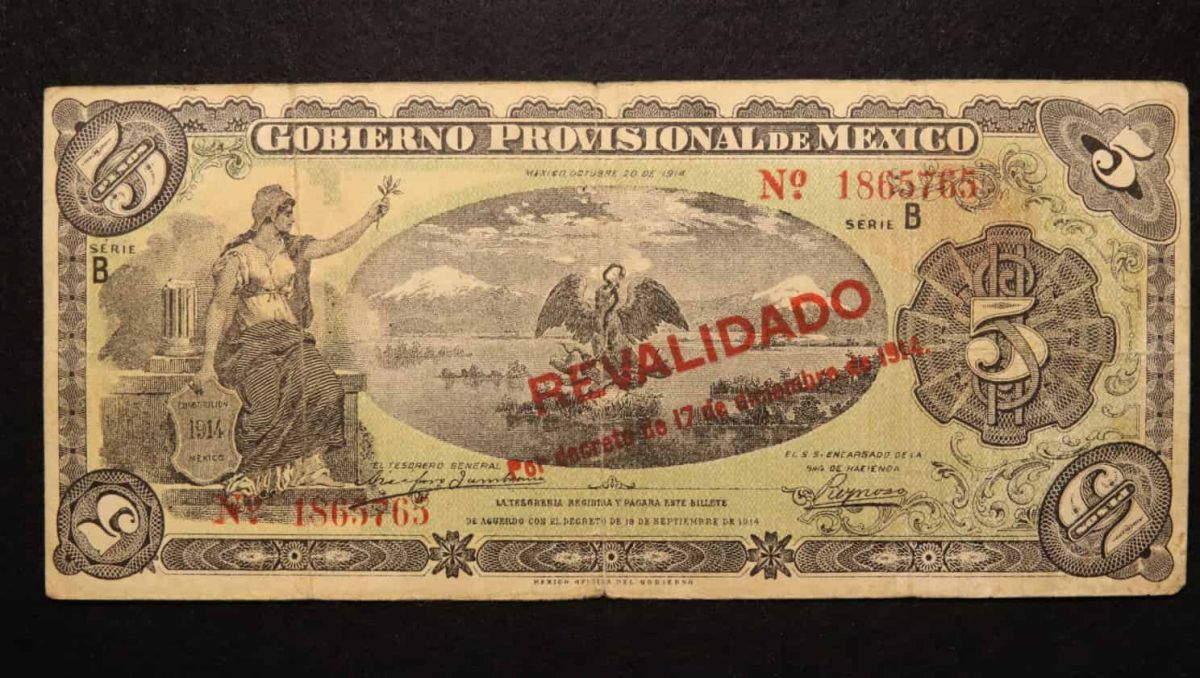 GOBIERNO PROVISIONAL DE MEXICO
5
5
MEXICO, OCTUBRE 20 DE 1914
Nº 1865765
SERIE B
SERIE
B
5
CONSTITUCION
1914
MEXICO
REVALIDADO
Por decreto de 17 de diciembre de 1914.
EL TESORERO GENERAL
EL S. S. ENCARGADO DE LA
SRIA DE HACIENDA
Reynoso
Nº 1865765
LA TESORERIA REGISTRA Y PAGARA ESTE BILLETE
DE ACUERDO CON EL DECRETO DE 19 DE SEPTIEMBRE DE 1914
5
5
MEXICO OFICINA DEL GOBIERNO